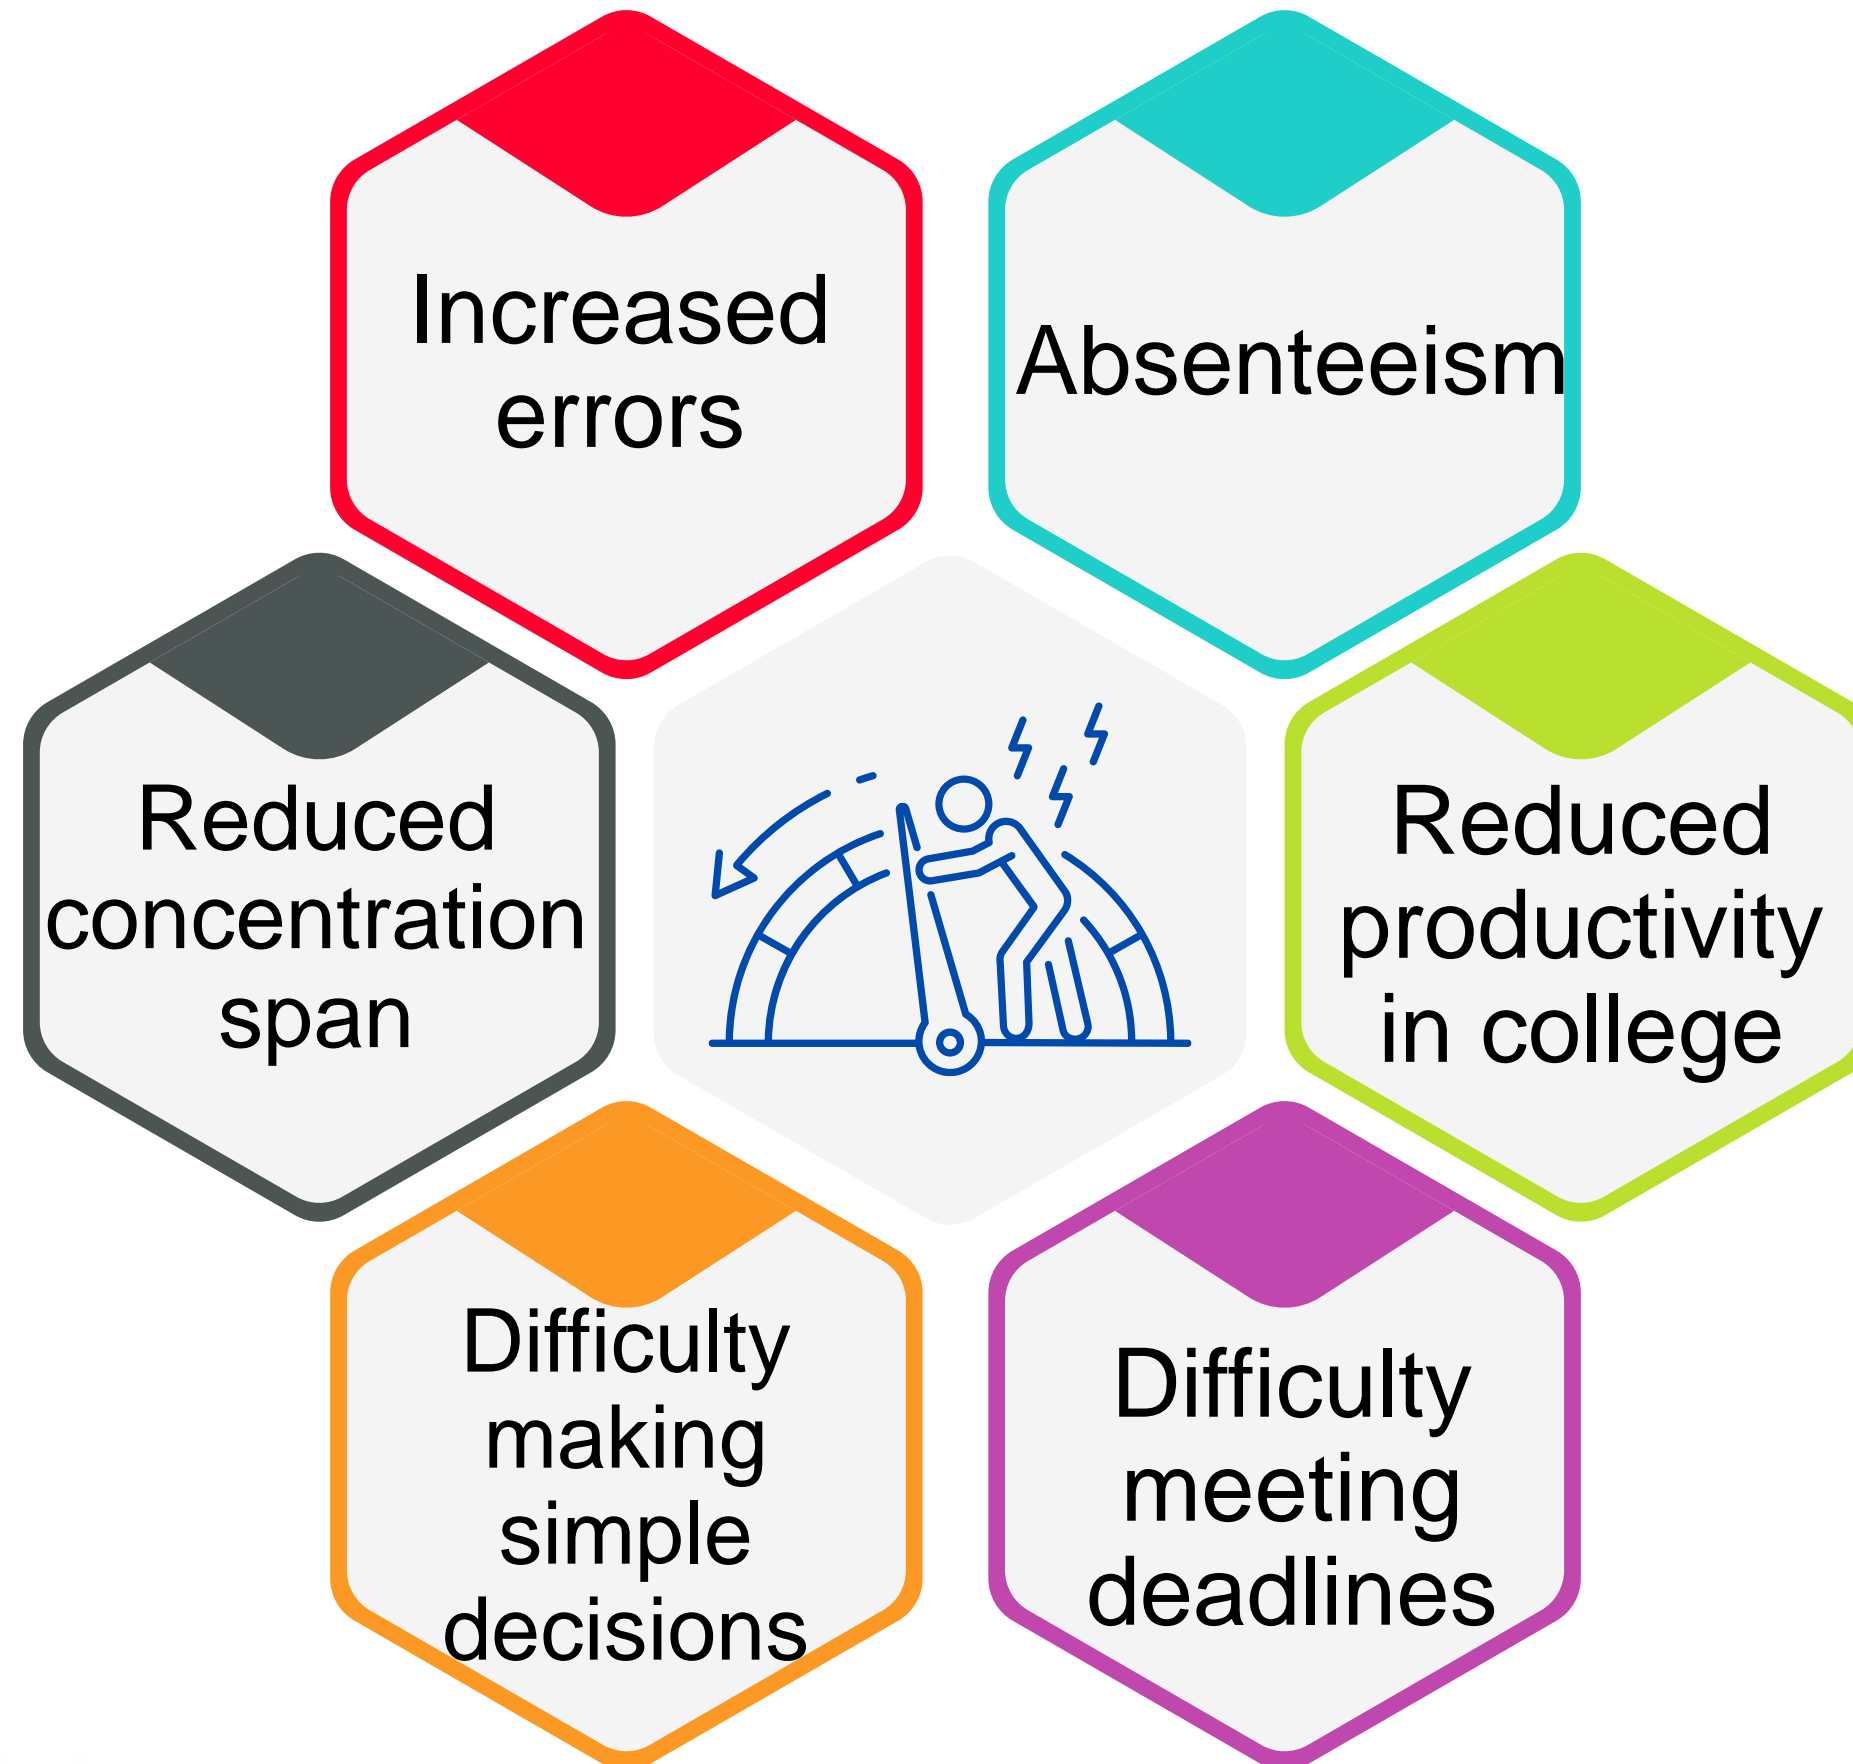 Increased
errors
Absenteeism
Reduced
concentration
span
Reduced
productivity
in college
Difficulty
making
simple
decisions
Difficulty
meeting
deadlines